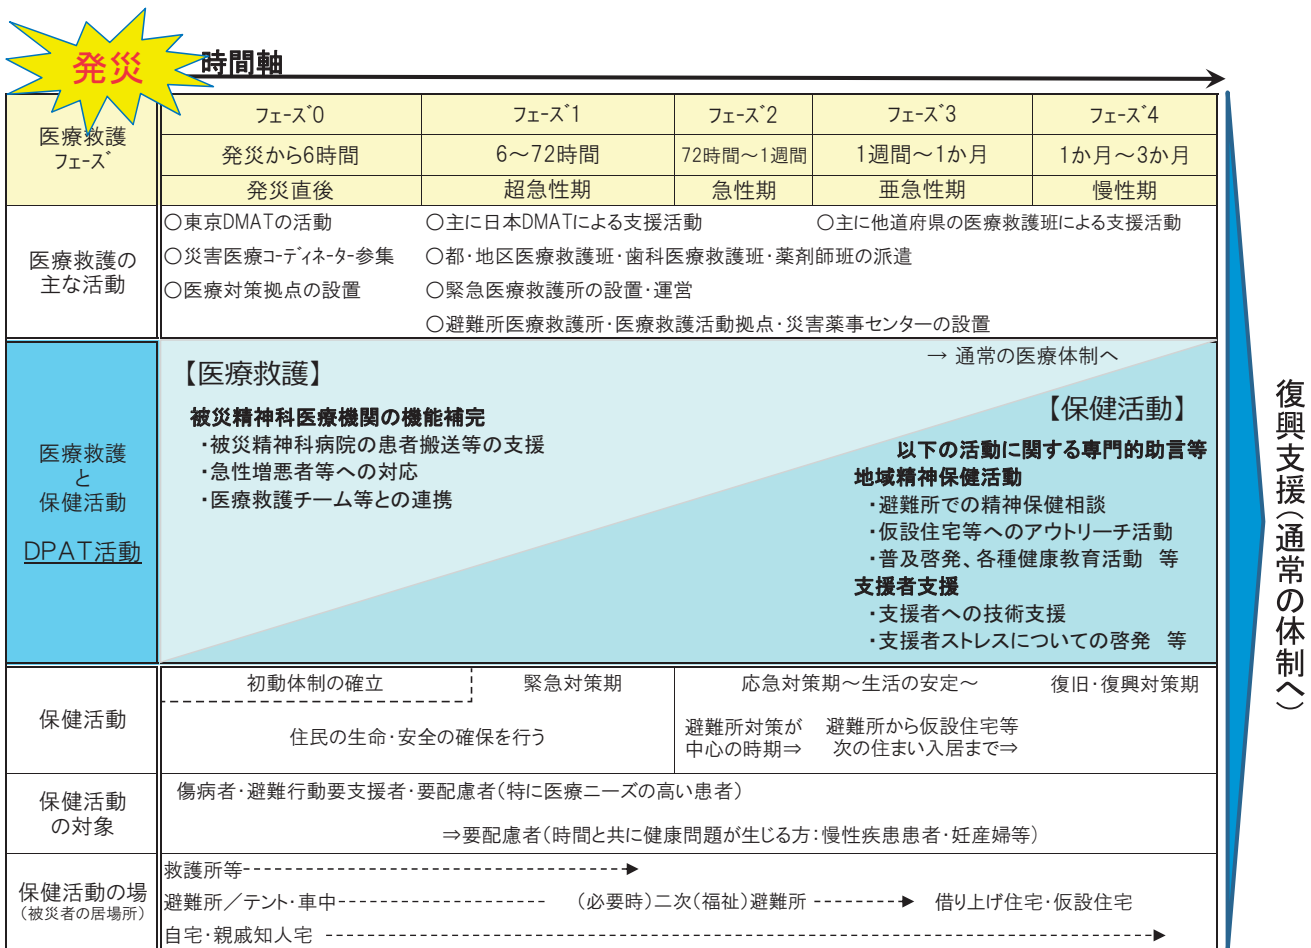 発災
時間軸
医療救護
フェーズ
フェーズ0
フェーズ1
フェーズ2
フェーズ3
フェーズ4
発災から6時間
6～72時間
72時間～1週間
1週間～1か月
1か月～3か月
発災直後
超急性期
急性期
亜急性期
慢性期
医療救護の
主な活動
○東京DMATの活動
○主に日本DMATによる支援活動
○主に他道府県の医療救護班による支援活動
○災害医療コーディネーター参集
○都・地区医療救護班・歯科医療救護班・薬剤師班の派遣
○医療対策拠点の設置
○緊急医療救護所の設置・運営
○避難所医療救護所・医療救護活動拠点・災害薬事センターの設置
医療救護
と
保健活動
DPAT活動
【医療救護】
被災精神科医療機関の機能補完
・被災精神科病院の患者搬送等の支援
・急性増悪者等への対応
・医療救護チーム等との連携
→ 通常の医療体制へ
【保健活動】
以下の活動に関する専門的助言等
地域精神保健活動
・避難所での精神保健相談
・仮設住宅等へのアウトリーチ活動
・普及啓発、各種健康教育活動 等
支援者支援
・支援者への技術支援
・支援者ストレスについての啓発 等
保健活動
初動体制の確立
緊急対策期
応急対策期～生活の安定～
復旧・復興対策期
住民の生命・安全の確保を行う
避難所対策が
中心の時期⇒
避難所から仮設住宅等
次の住まい入居まで⇒
保健活動
の対象
傷病者・避難行動要支援者・要配慮者（特に医療ニーズの高い患者）
⇒要配慮者（時間と共に健康問題が生じる方：慢性疾患患者・妊産婦等）
保健活動の場
（被災者の居場所）
救護所等
避難所／テント・車中
（必要時）二次（福祉）避難所
借り上げ住宅・仮設住宅
自宅・親戚知人宅
復興支援（通常の体制へ）